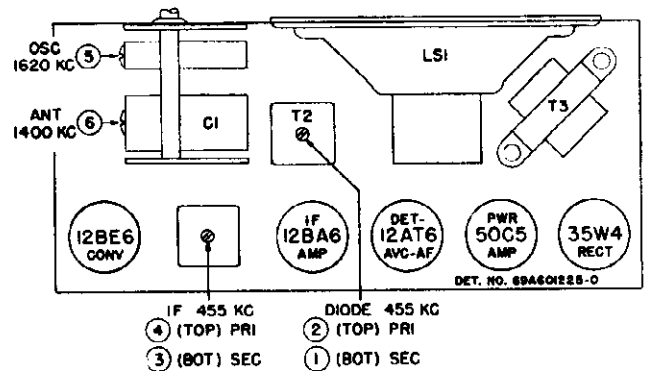 OSC
1620 KC
5
ANT
1400 KC
6
C1
T2
LS1
T3
12BE6
CONV
IF
12BA6
AMP
DET-
12AT6
AVC-AF
PWR
50C5
AMP
35W4
RECT
DET. NO. 69A601228-0
IF 455 KC
4 (TOP) PRI
3 (BOT) SEC
DIODE 455 KC
2 (TOP) PRI
1 (BOT) SEC